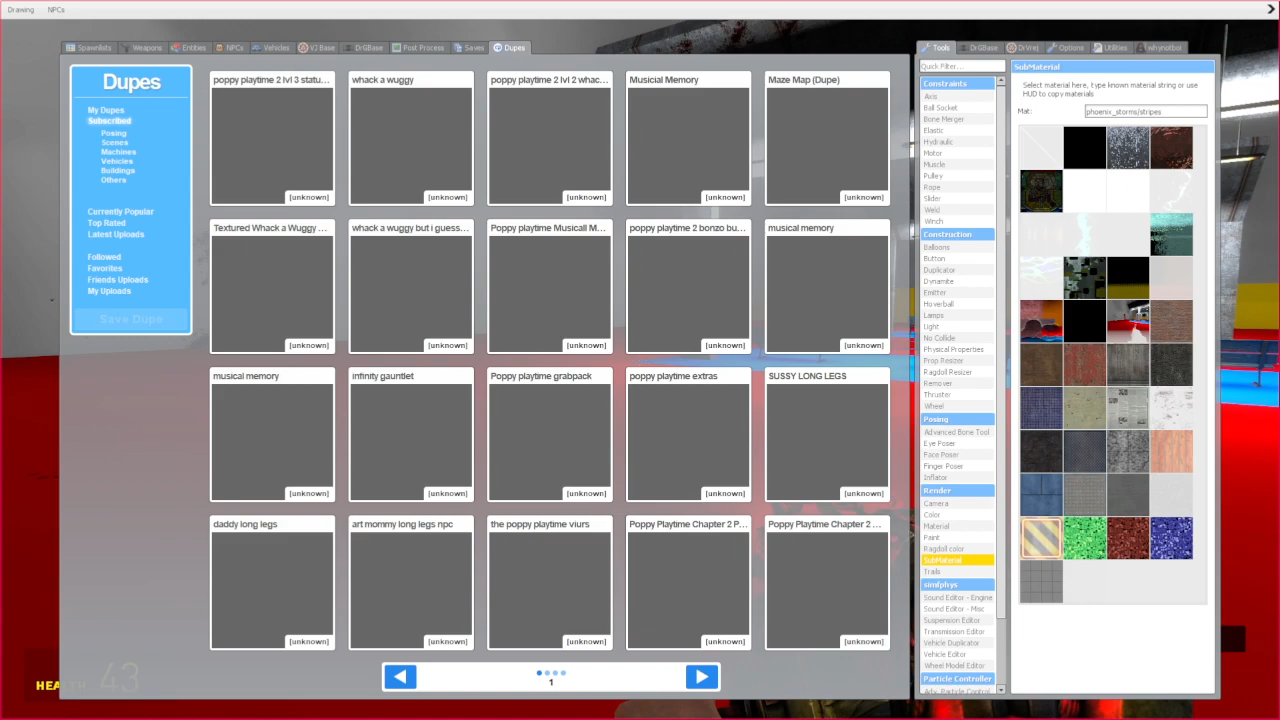 Drawing NPCs
Spawnlists Weapons Entities NPCs Vehicles VJ Base DrGBase Post Process Saves Dupes
Tools DrGBase DrVrej Options Utilities whynotboi
Dupes
My Dupes
Subscribed
Posing
Scenes
Machines
Vehicles
Buildings
Others
Currently Popular
Top Rated
Latest Uploads
Followed
Favorites
Friends Uploads
My Uploads
Save Dupe
poppy playtime 2 lvl 3 statu...
whack a wuggy
poppy playtime 2 lvl 2 whac...
Musicial Memory
Maze Map (Dupe)
[unknown] [unknown] [unknown] [unknown] [unknown]
Textured Whack a Wuggy ...
whack a wuggy but i guess...
Poppy playtime Musicall M...
poppy playtime 2 bonzo bu...
musical memory
[unknown] [unknown] [unknown] [unknown] [unknown]
musical memory
infinity gauntlet
Poppy playtime grabpack
poppy playtime extras
SUSSY LONG LEGS
[unknown] [unknown] [unknown] [unknown] [unknown]
daddy long legs
art mommy long legs npc
the poppy playtime viurs
Poppy Playtime Chapter 2 P...
Poppy Playtime Chapter 2 ...
[unknown] [unknown] [unknown] [unknown] [unknown]
1
HEALTH 43
Quick Filter...
Constraints
Axis
Ball Socket
Bone Merger
Elastic
Hydraulic
Motor
Muscle
Pulley
Rope
Slider
Weld
Winch
Construction
Balloons
Button
Duplicator
Dynamite
Emitter
Hoverball
Lamps
Light
No Collide
Physical Properties
Prop Resizer
Ragdoll Resizer
Remover
Thruster
Wheel
Posing
Advanced Bone Tool
Eye Poser
Face Poser
Finger Poser
Inflator
Render
Camera
Color
Material
Paint
Ragdoll color
SubMaterial
Trails
simfphys
Sound Editor - Engine
Sound Editor - Misc
Suspension Editor
Transmission Editor
Vehicle Duplicator
Vehicle Editor
Wheel Model Editor
Particle Controller
Adv. Particle Control
SubMaterial
Select material here, type known material string or use
HUD to copy materials
Mat: phoenix_storms/stripes